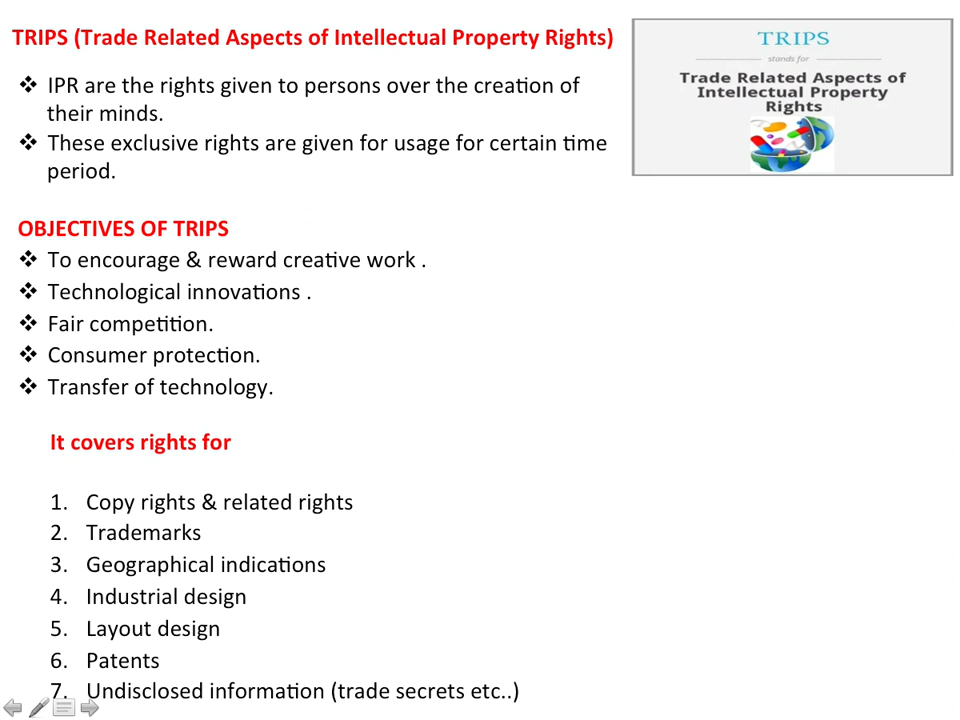 TRIPS (Trade Related Aspects of Intellectual Property Rights)
❖ IPR are the rights given to persons over the creation of
their minds.
❖ These exclusive rights are given for usage for certain time
period.
TRIPS
stands for
Trade Related Aspects of
Intellectual Property
Rights
OBJECTIVES OF TRIPS
❖ To encourage & reward creative work .
❖ Technological innovations .
❖ Fair competition.
❖ Consumer protection.
❖ Transfer of technology.
It covers rights for
1. Copy rights & related rights
2. Trademarks
3. Geographical indications
4. Industrial design
5. Layout design
6. Patents
7. Undisclosed information (trade secrets etc..)